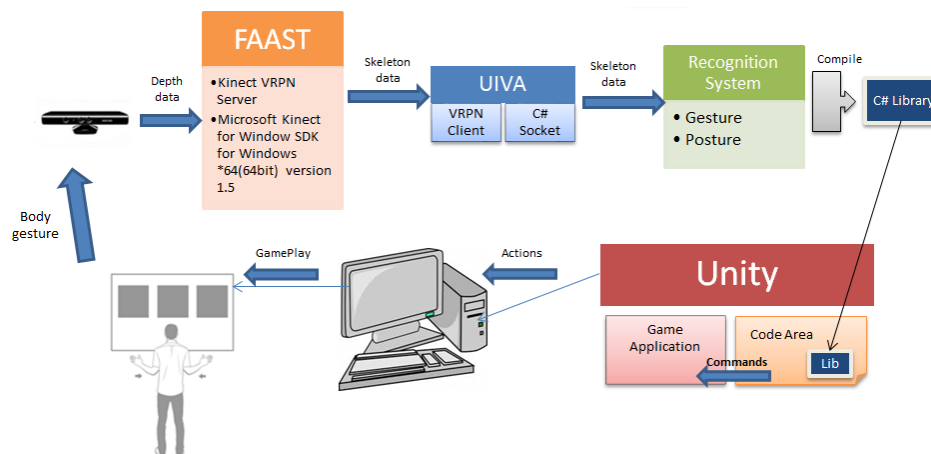 FAAST
Depth
data
•Kinect VRPN
Server
•Microsoft Kinect
for Window SDK
for Windows
*64(64bit) version
1.5
Skeleton
data
UIVA
VRPN
Client
C#
Socket
Skeleton
data
Recognition
System
• Gesture
• Posture
Compile
C# Library
Body
gesture
GamePlay
Actions
Unity
Game
Application
Code Area
Commands
Lib